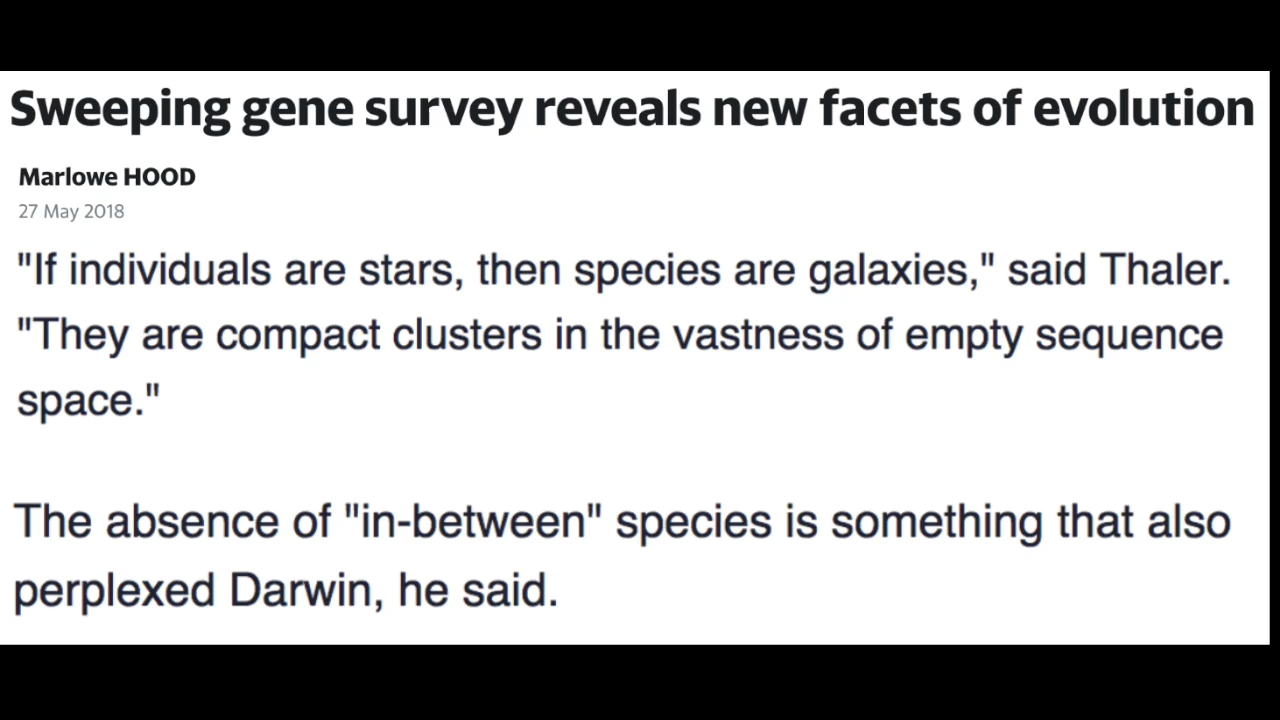 Sweeping gene survey reveals new facets of evolution
Marlowe HOOD
27 May 2018
"If individuals are stars, then species are galaxies," said Thaler.
"They are compact clusters in the vastness of empty sequence
space."
The absence of "in-between" species is something that also
perplexed Darwin, he said.